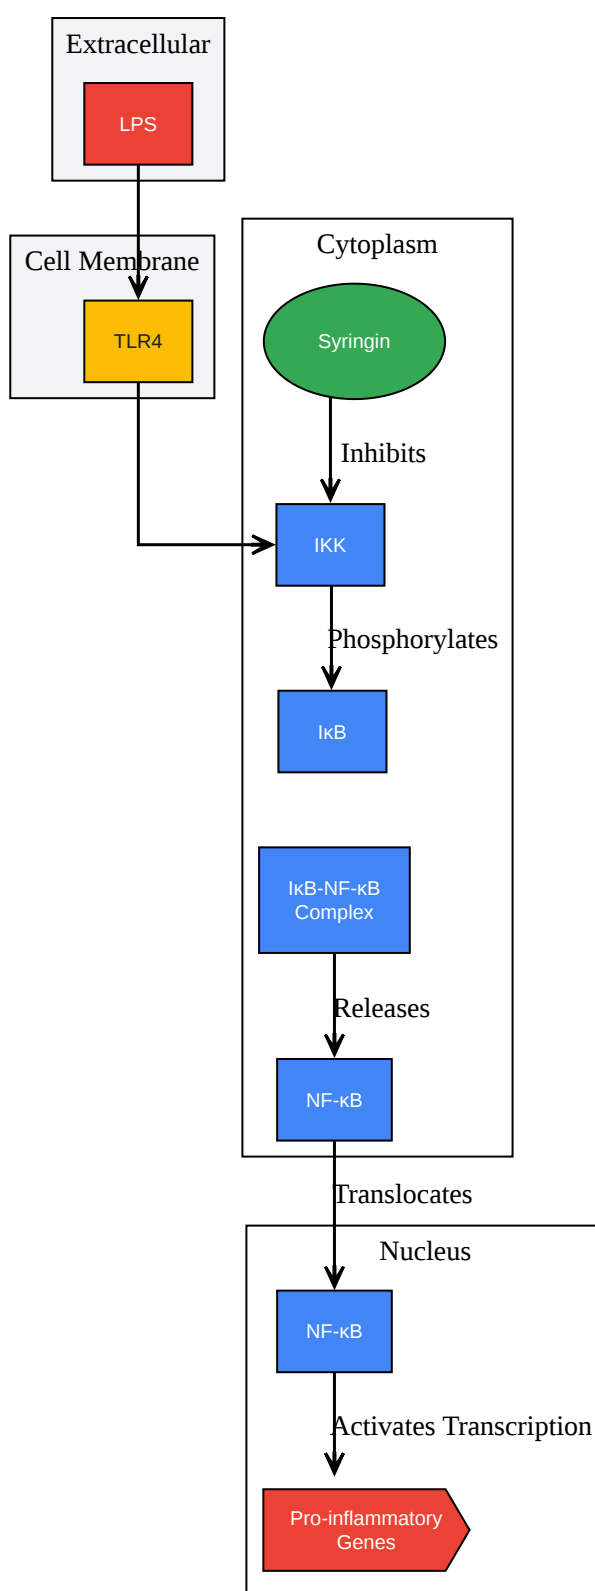 Extracellular
LPS
Cell Membrane
TLR4
Cytoplasm
Syringin
Inhibits
IKK
Phosphorylates
IκB
IκB-NF-κB
Complex
Releases
NF-κB
Translocates
Nucleus
NF-κB
Activates Transcription
Pro-inflammatory
Genes